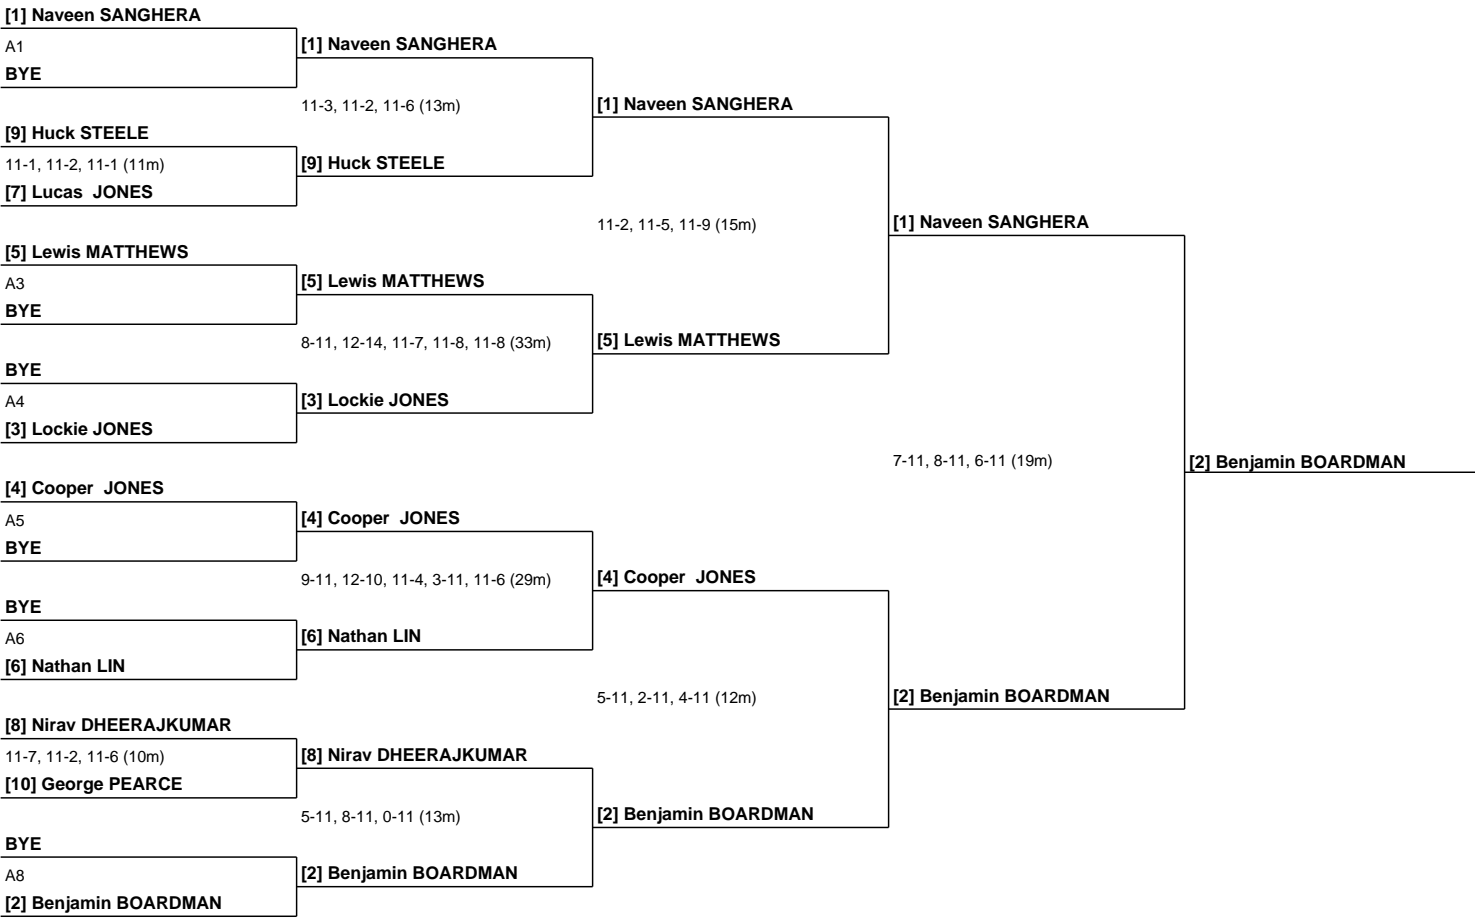 [1] Naveen SANGHERA
A1
BYE
[9] Huck STEELE
11-1, 11-2, 11-1 (11m)
[7] Lucas  JONES
[5] Lewis MATTHEWS
A3
BYE
BYE
A4
[3] Lockie JONES
[4] Cooper  JONES
A5
BYE
BYE
A6
[6] Nathan LIN
[8] Nirav DHEERAJKUMAR
11-7, 11-2, 11-6 (10m)
[10] George PEARCE
BYE
A8
[2] Benjamin BOARDMAN
[1] Naveen SANGHERA
11-3, 11-2, 11-6 (13m)
[9] Huck STEELE
[5] Lewis MATTHEWS
8-11, 12-14, 11-7, 11-8, 11-8 (33m)
[3] Lockie JONES
[4] Cooper  JONES
9-11, 12-10, 11-4, 3-11, 11-6 (29m)
[6] Nathan LIN
[8] Nirav DHEERAJKUMAR
5-11, 8-11, 0-11 (13m)
[2] Benjamin BOARDMAN
[1] Naveen SANGHERA
11-2, 11-5, 11-9 (15m)
[5] Lewis MATTHEWS
[4] Cooper  JONES
5-11, 2-11, 4-11 (12m)
[2] Benjamin BOARDMAN
[1] Naveen SANGHERA
7-11, 8-11, 6-11 (19m)
[2] Benjamin BOARDMAN
[2] Benjamin BOARDMAN